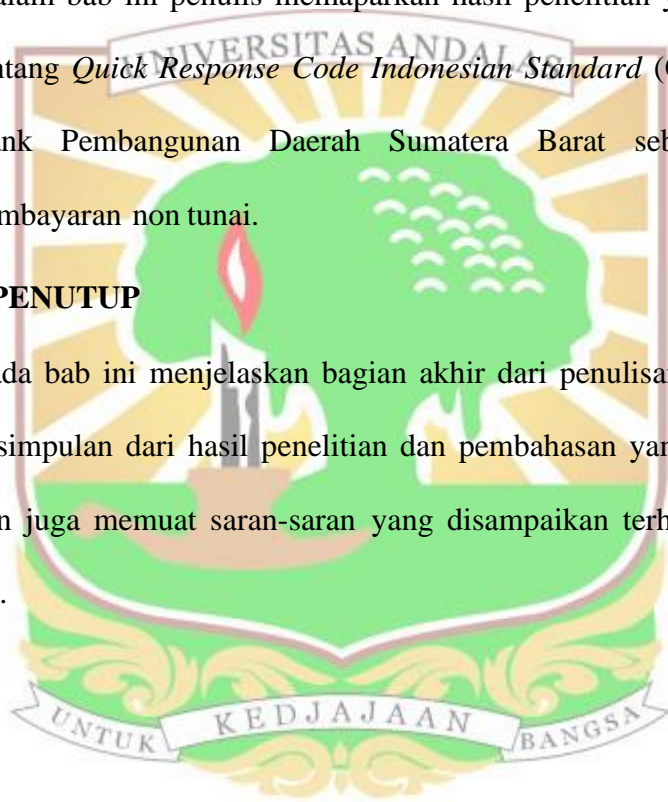 alam bab ini penulis memaparkan hasil penelitian
UNIVERSITAS ANDALAS
ntang Quick Response Code Indonesian Standard
ank Pembangunan Daerah Sumatera Barat seb
mbayaran non tunai.
PENUTUP
ada bab ini menjelaskan bagian akhir dari penulisan
simpulan dari hasil penelitian dan pembahasan yan
n juga memuat saran-saran yang disampaikan terh
.
UNTUK KEDJAJAAN BANGSA